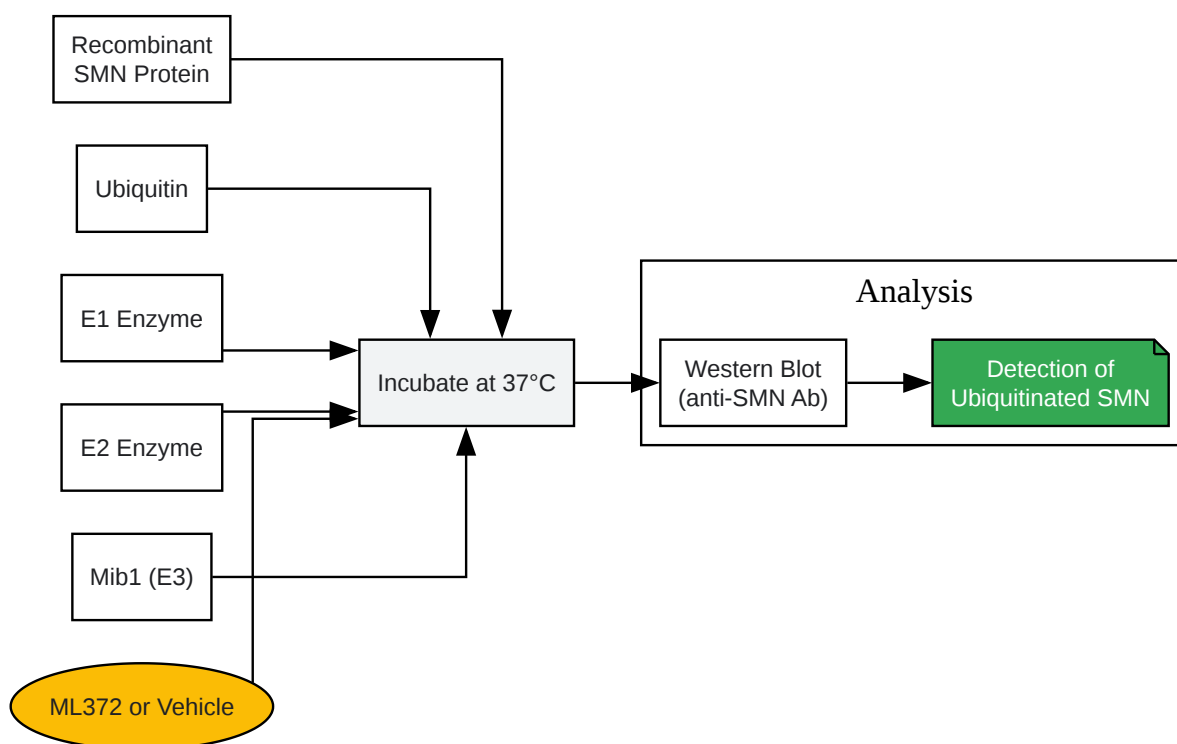 Recombinant
SMN Protein
Ubiquitin
E1 Enzyme
E2 Enzyme
Mib1 (E3)
ML372 or Vehicle
Incubate at 37°C
Analysis
Western Blot
(anti-SMN Ab)
Detection of
Ubiquitinated SMN